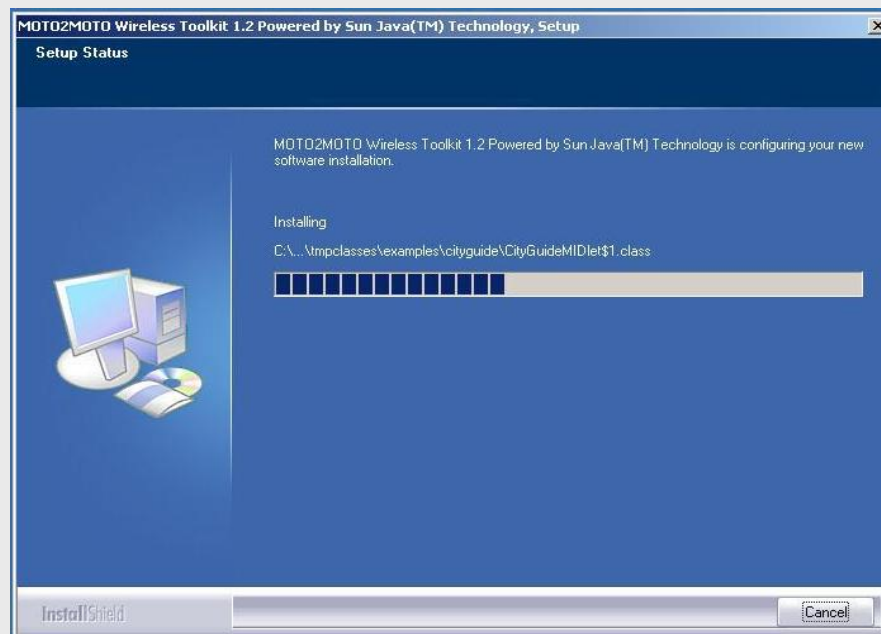 MOTO2MOTO Wireless Toolkit 1.2 Powered by Sun Java(TM) Technology, Setup
Setup Status
MOTO2MOTO Wireless Toolkit 1.2 Powered by Sun Java(TM) Technology is configuring your new
software installation.
Installing
C:\...\tmpclasses\examples\cityguide\CityGuideMIDlet$1.class
InstallShield
Cancel